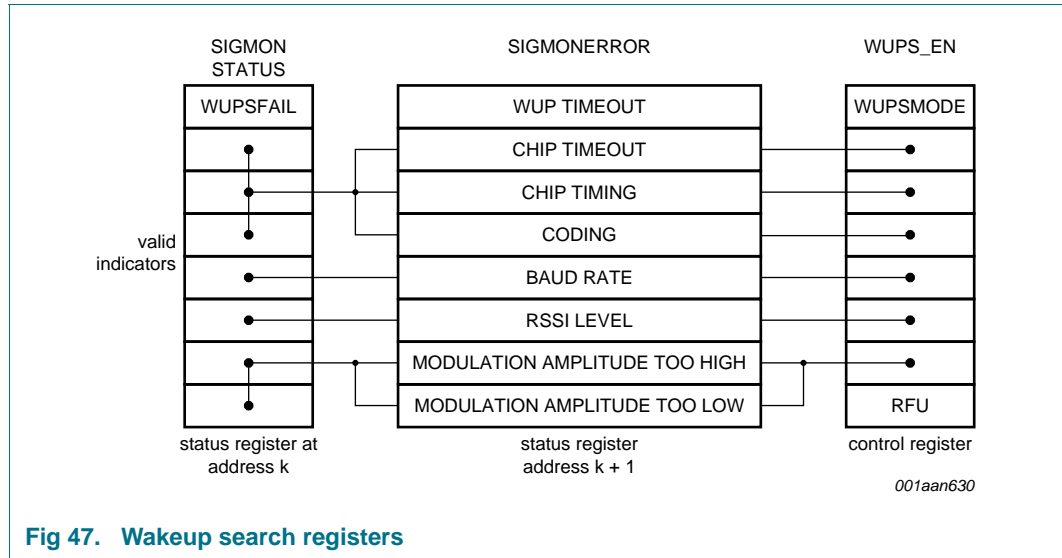 SIGMON
STATUS
SIGMONERROR
WUPS_EN
WUPSFAIL
WUP TIMEOUT
WUPSMODE
CHIP TIMEOUT
CHIP TIMING
CODING
valid
indicators
BAUD RATE
RSSI LEVEL
MODULATION AMPLITUDE TOO HIGH
MODULATION AMPLITUDE TOO LOW
RFU
status register at
address k
status register
address k + 1
control register
001aan630
Fig 47. Wakeup search registers